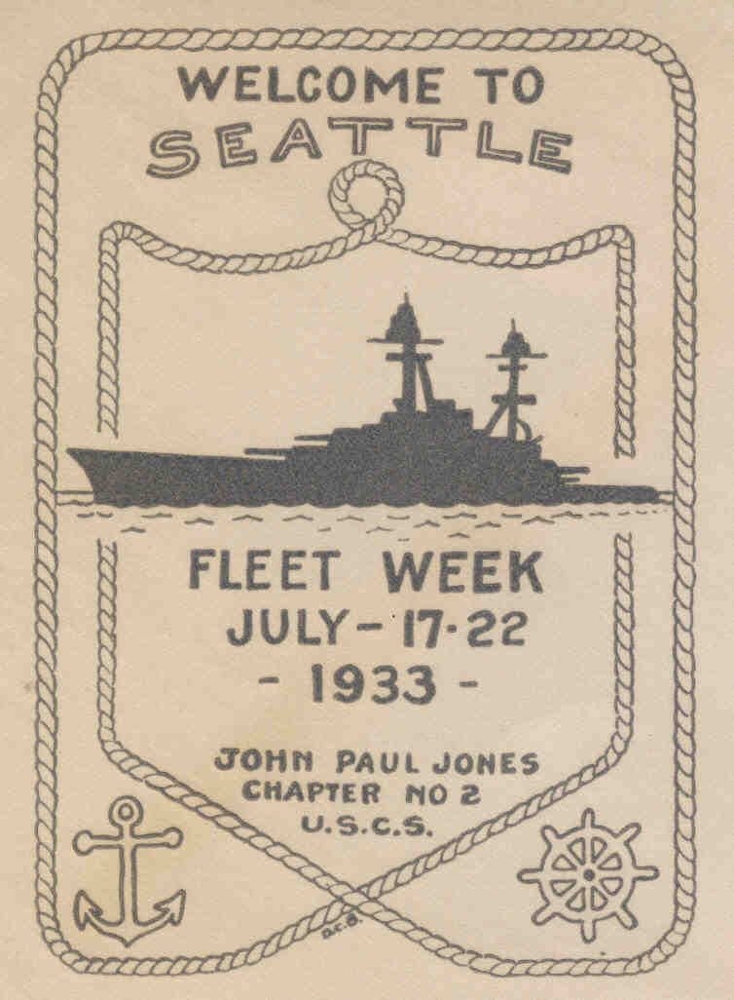 WELCOME TO
SEATTLE
FLEET WEEK
JULY - 17·22
- 1933 -
JOHN PAUL JONES
CHAPTER NO 2
U.S.C.S.
D.C.B.